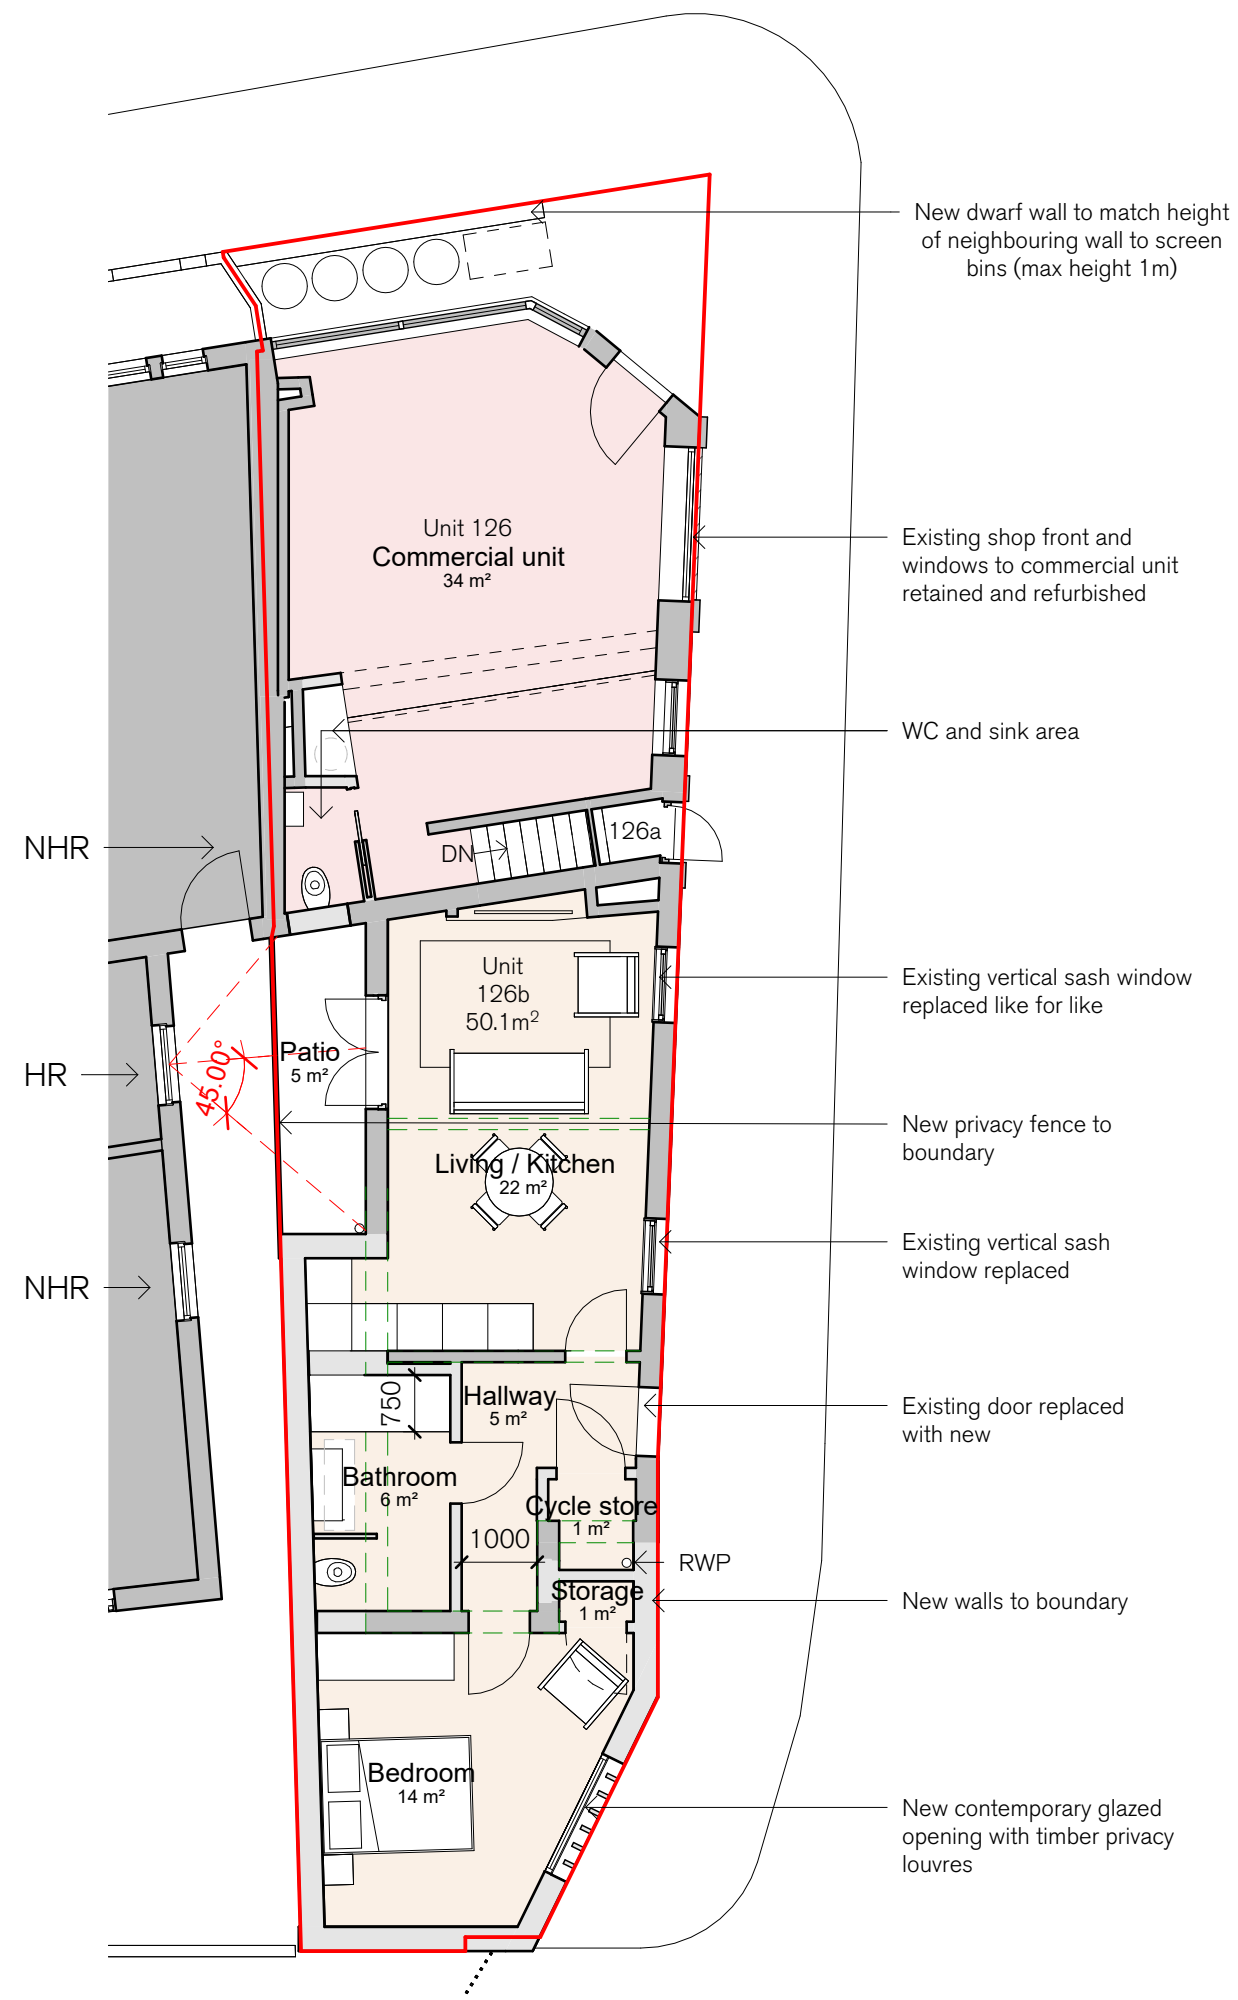 New dwarf wall to match height
of neighbouring wall to screen
bins (max height 1m)
Unit 126
Commercial unit
34 m²
Existing shop front and
windows to commercial unit
retained and refurbished
WC and sink area
126a
DN
NHR
Unit
126b
50.1m²
Existing vertical sash window
replaced like for like
Patio
5 m²
45.00°
HR
New privacy fence to
boundary
Living / Kitchen
22 m²
Existing vertical sash
window replaced
NHR
750
Hallway
5 m²
Existing door replaced
with new
Bathroom
6 m²
Cycle store
1 m²
1000
RWP
Storage
1 m²
New walls to boundary
Bedroom
14 m²
New contemporary glazed
opening with timber privacy
louvres